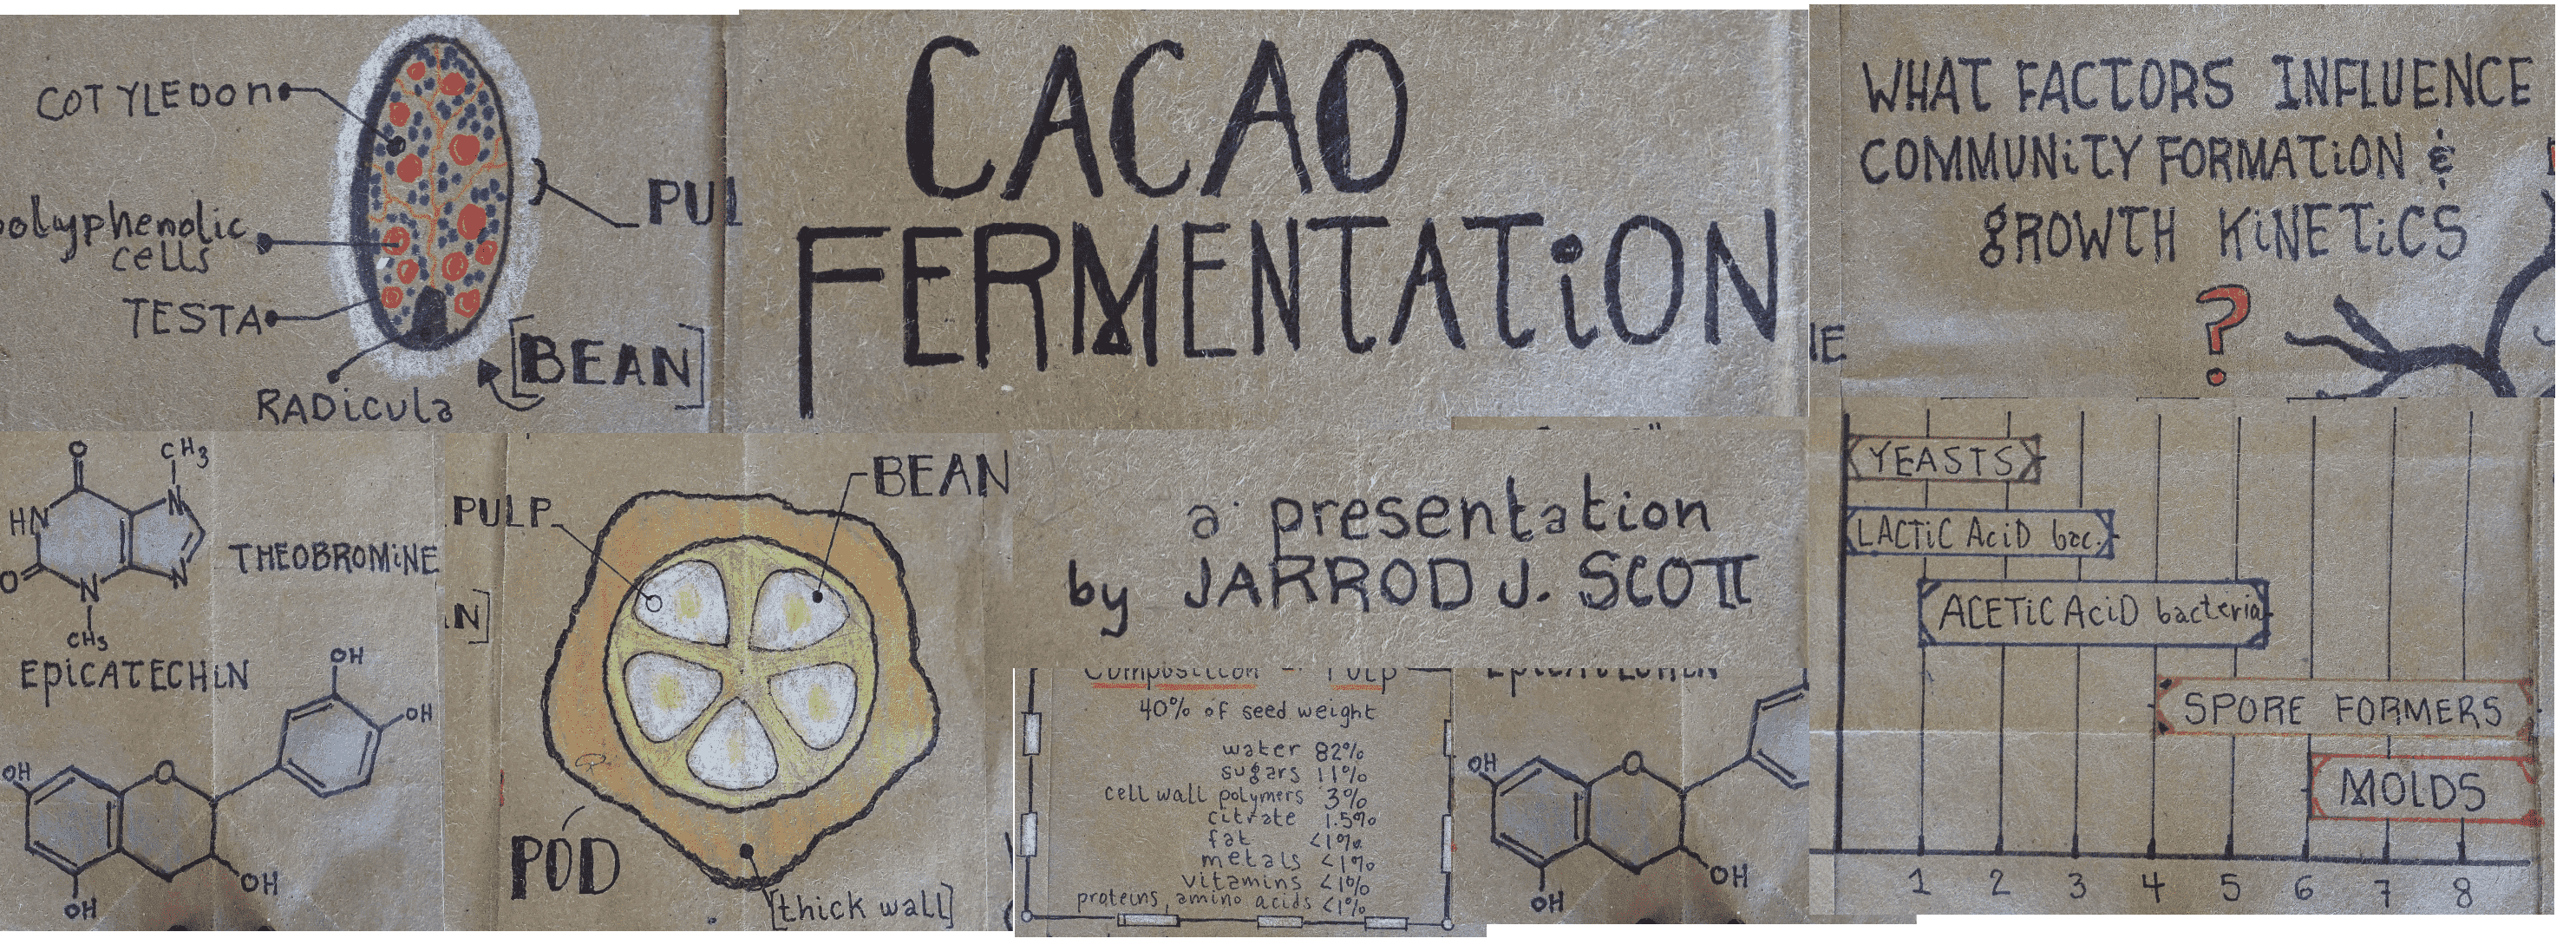 COTYLEDON
polyphenolic
cells
TESTA
RADicula
[BEAN]
CACAO
FERMENTATiON
WHAT FACTORS INFLUENCE
COMMUNiTY FORMATiON &
gROWTH KiNETiCS
?
O
CH3
HN
N
O
N
N
CH3
THEOBROMiNE
EPiCATECHiN
OH
OH
OH
O
OH
OH
PULP
BEAN
POD
[thick wall]
a presentation
by JARROD J. SCOTT
Composition - Pulp
40% of seed weight
water 82%
sugars 11%
cell wall polymers 3%
citrate 1.5%
fat <1%
metals <1%
vitamins <1%
proteins, amino acids <1%
EPiCATECHiN
OH
O
OH
OH
YEASTS
LACTiC AciD bac.
ACETiC AciD bacteria
SPORE FORMERS
MOLDS
1 2 3 4 5 6 7 8